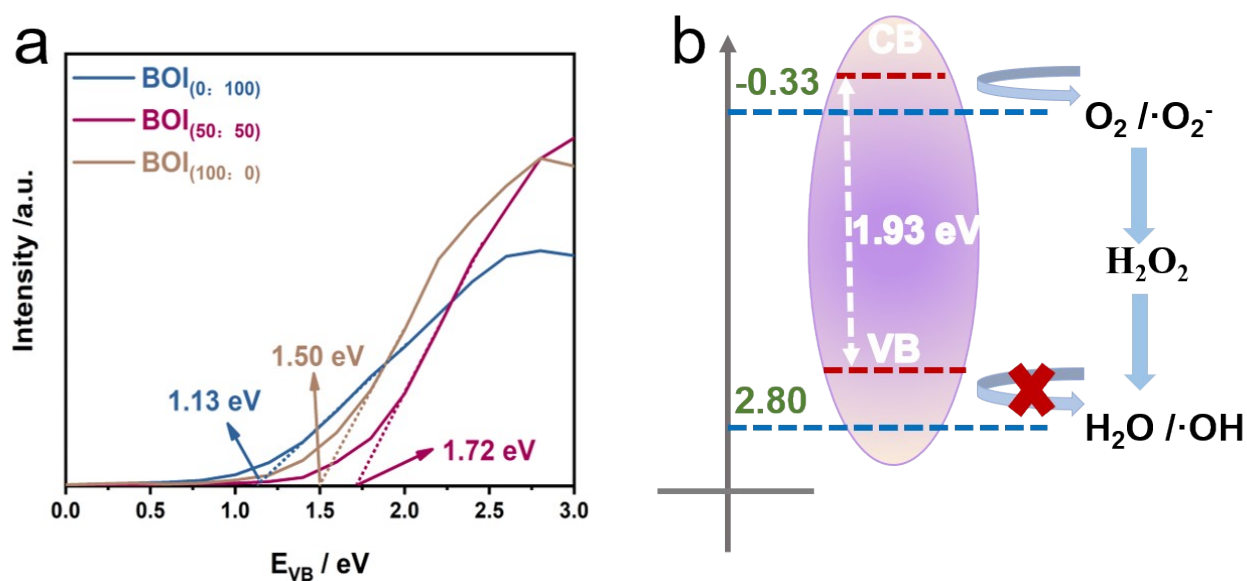 a
BOI(0: 100)
BOI(50: 50)
BOI(100: 0)
Intensity /a.u.
1.13 eV
1.50 eV
1.72 eV
0.0 0.5 1.0 1.5 2.0 2.5 3.0
EVB / eV
b
CB
-0.33
O2 /·O2-
1.93 eV
H2O2
VB
2.80
H2O /·OH